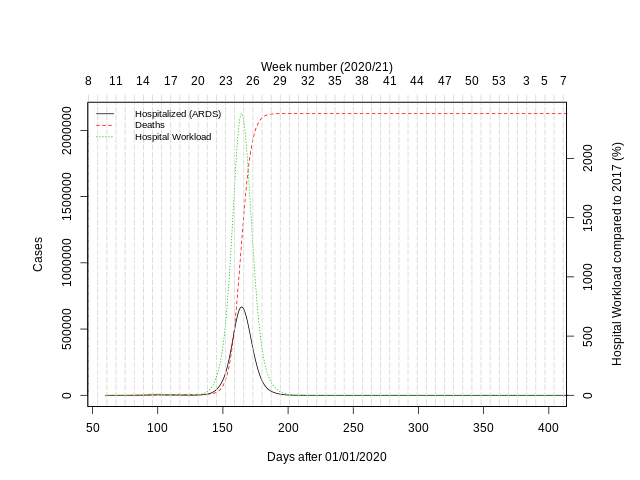 Week number (2020/21)
8 11 14 17 20 23 26 29 32 35 38 41 44 47 50 53 3 5 7
Hospitalized (ARDS)
Deaths
Hospital Workload
Cases
0 500000 1000000 1500000 2000000
0 500 1000 1500 2000
Hospital Workload compared to 2017 (%)
50 100 150 200 250 300 350 400
Days after 01/01/2020